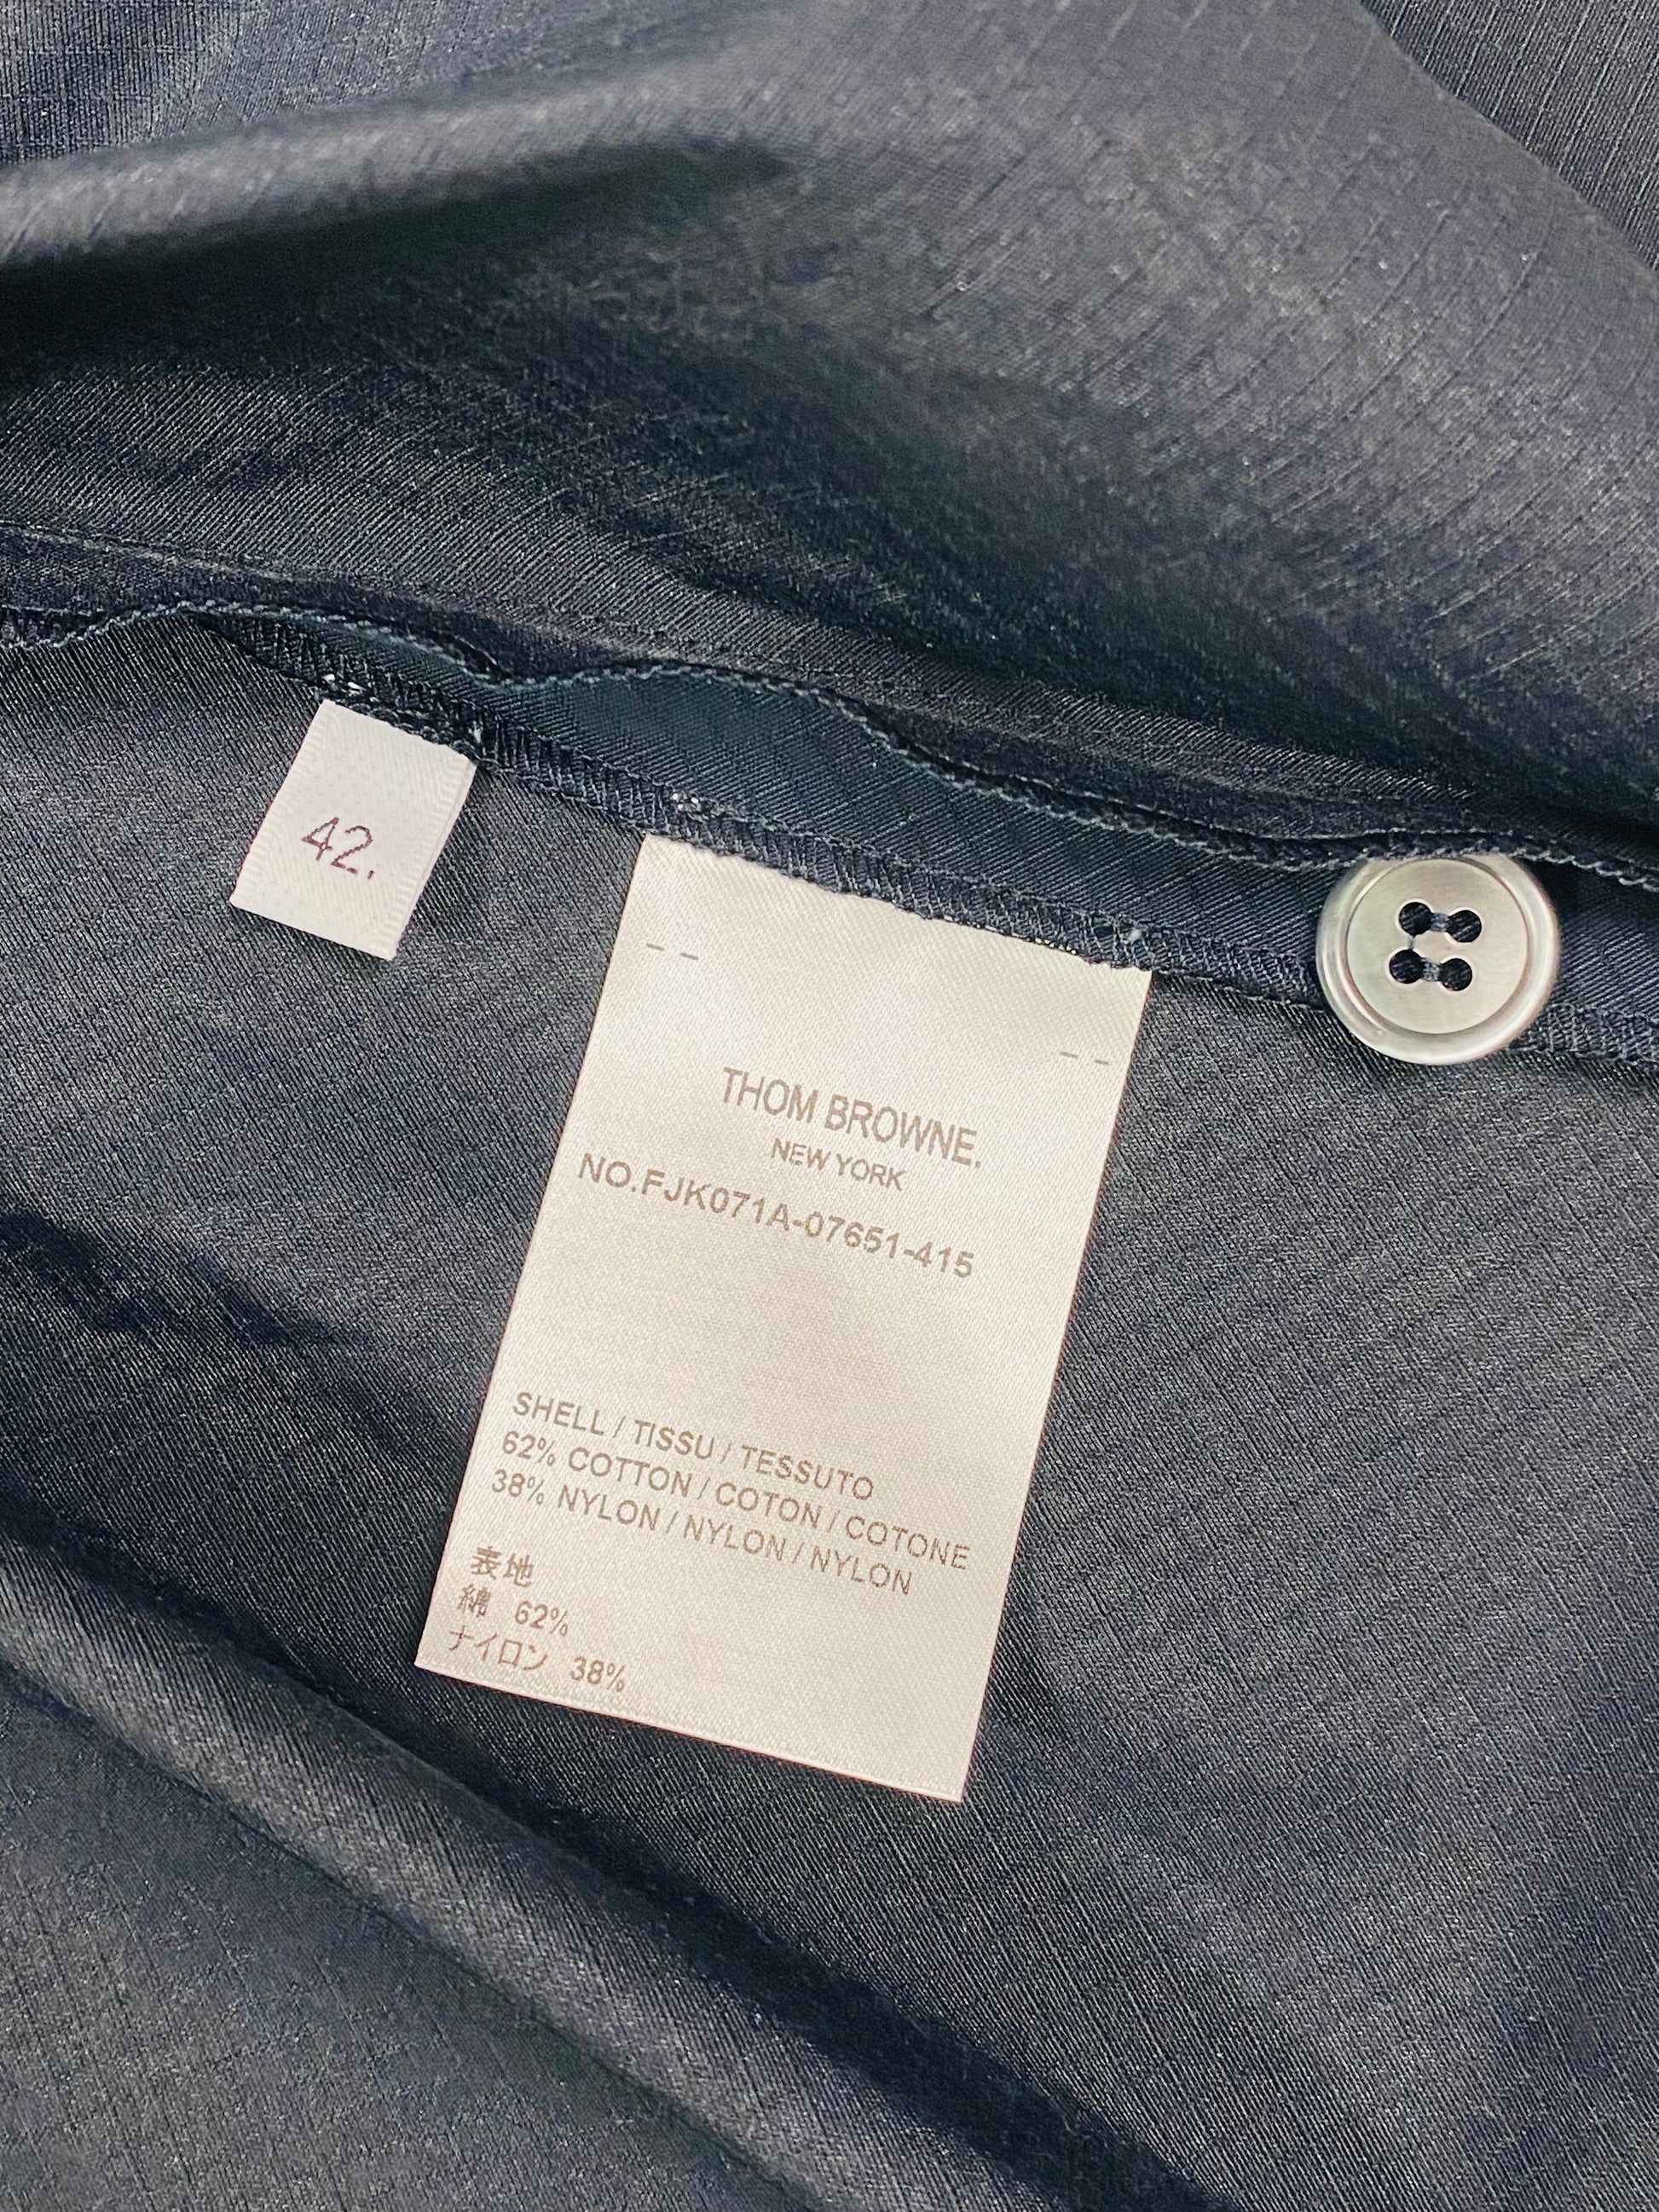 42.
THOM BROWNE.
NEW YORK
NO.FJK071A-07651-415
SHELL / TISSU / TESSUTO
62% COTTON / COTON / COTONE
38% NYLON / NYLON / NYLON
表地
綿 62%
ナイロン 38%